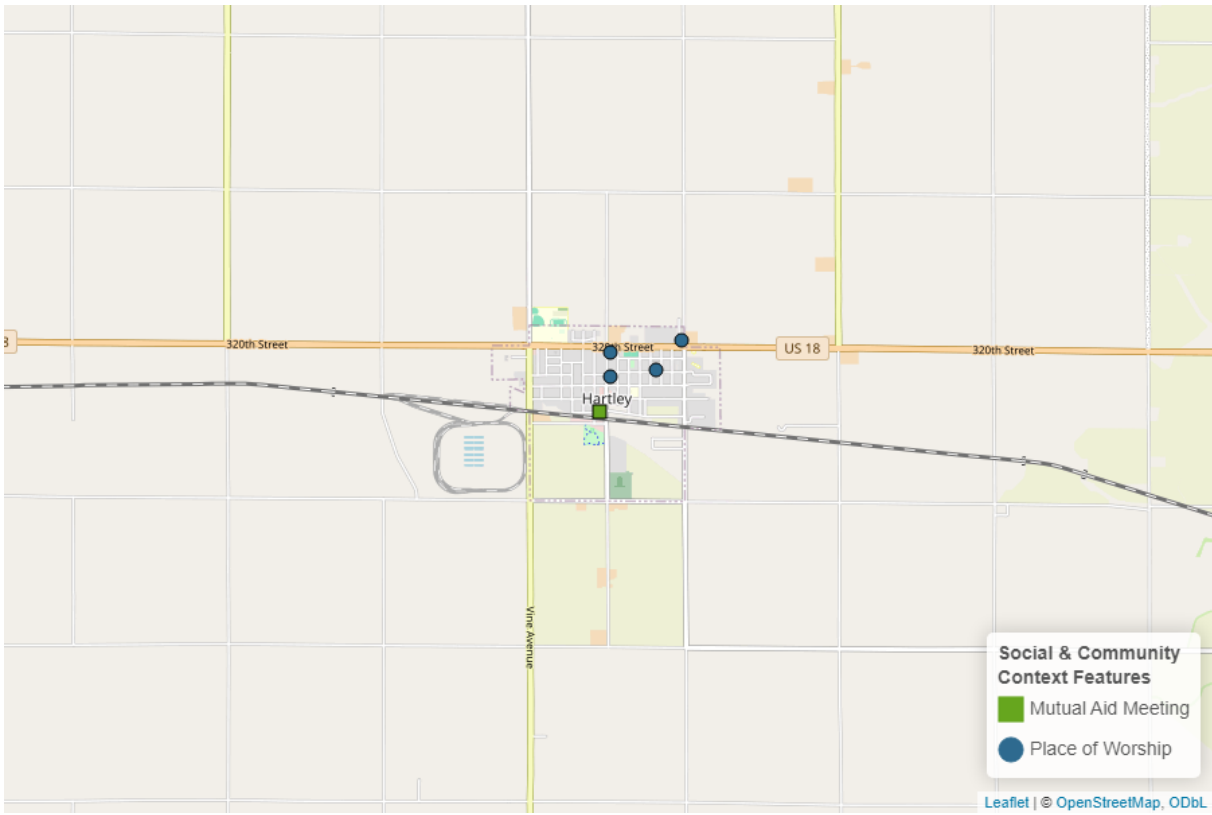 8
320th Street
320th Street
US 18
320th Street
Hartley
Vine Avenue
Social & Community
Context Features
Mutual Aid Meeting
Place of Worship
Leaflet | © OpenStreetMap, ODbL